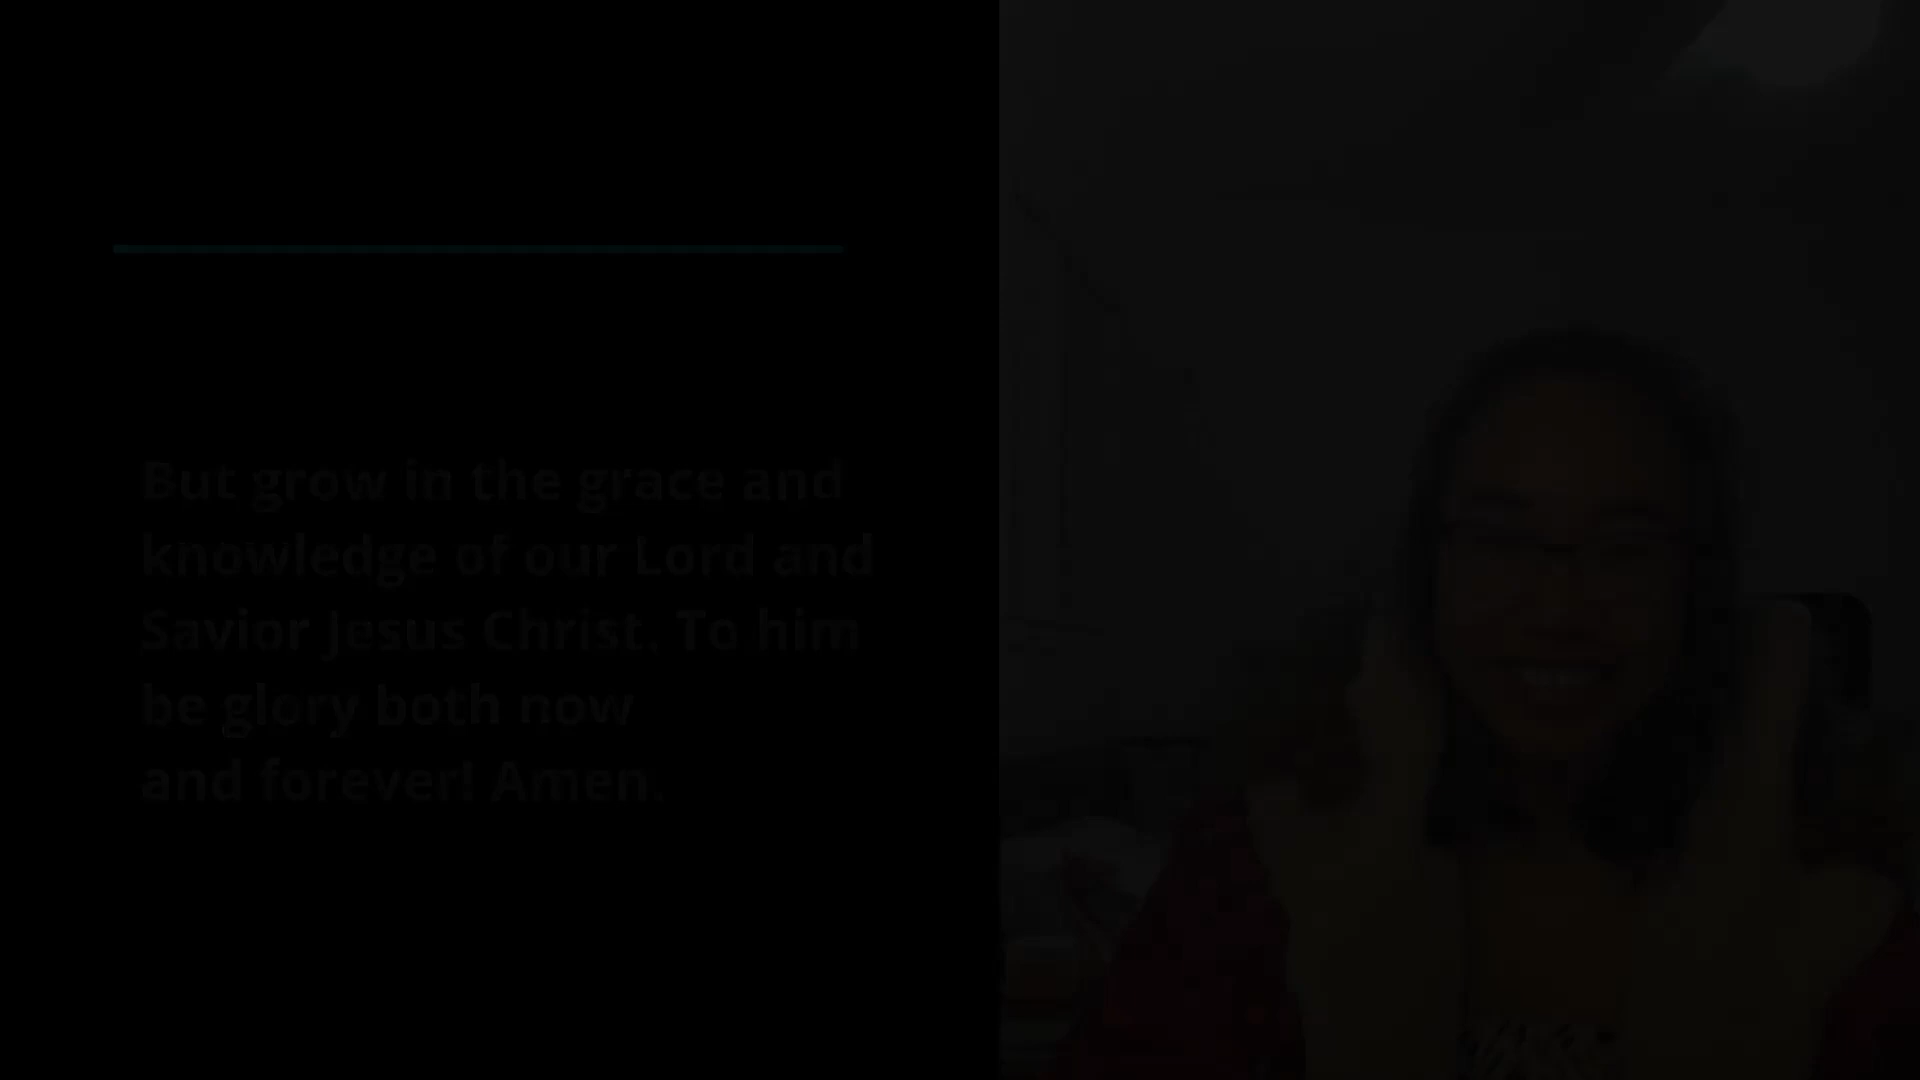 But grow in the grace and
knowledge of our Lord and
Savior Jesus Christ. To him
be glory both now
and forever! Amen.